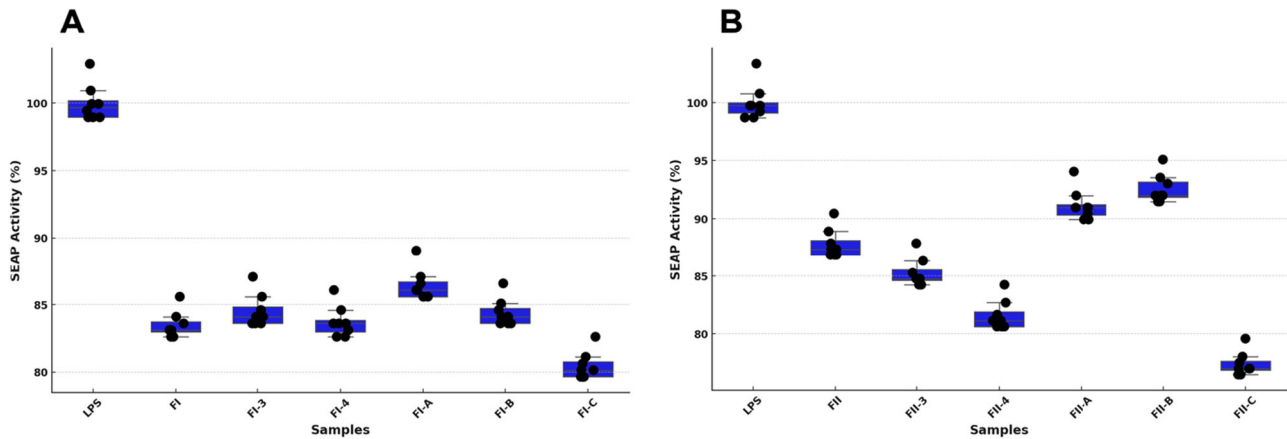 A
SEAP Activity (%)
100
95
90
85
80
LPS
FI
FI-3
FI-4
FI-A
FI-B
FI-C
Samples
B
SEAP Activity (%)
100
95
90
85
80
LPS
FII
FII-3
FII-4
FII-A
FII-B
FII-C
Samples